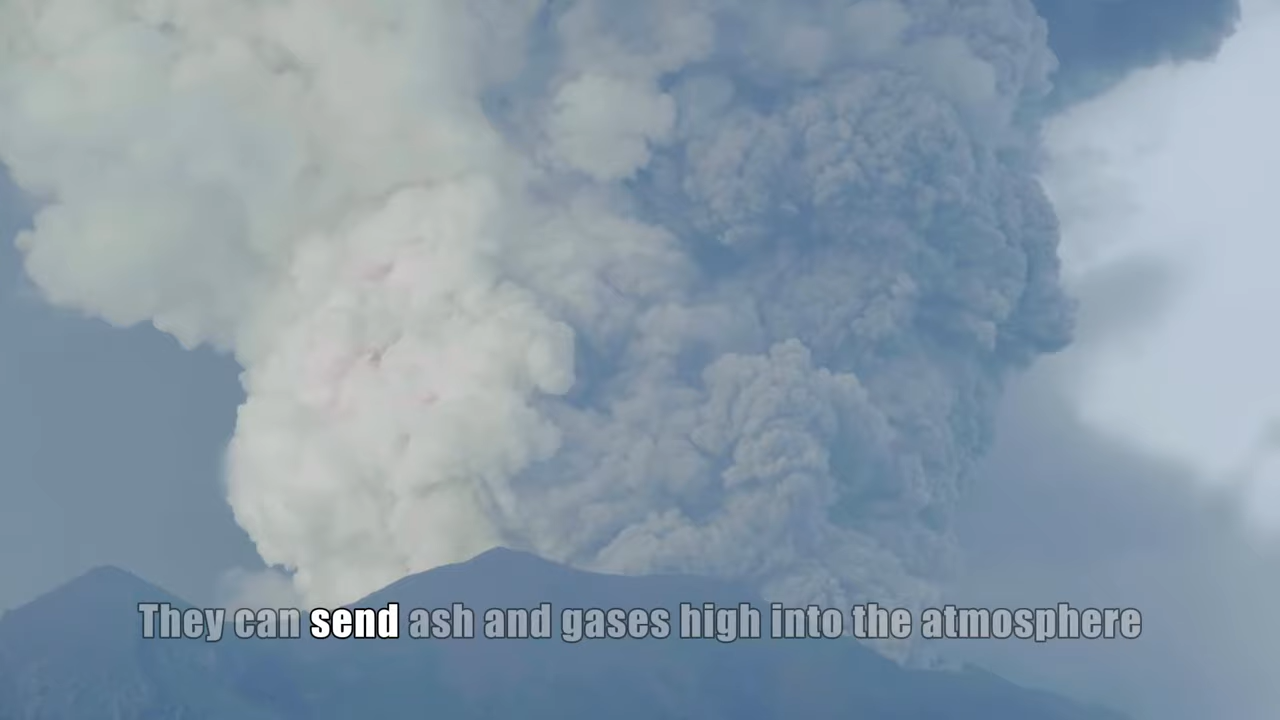 They can send ash and gases high into the atmosphere